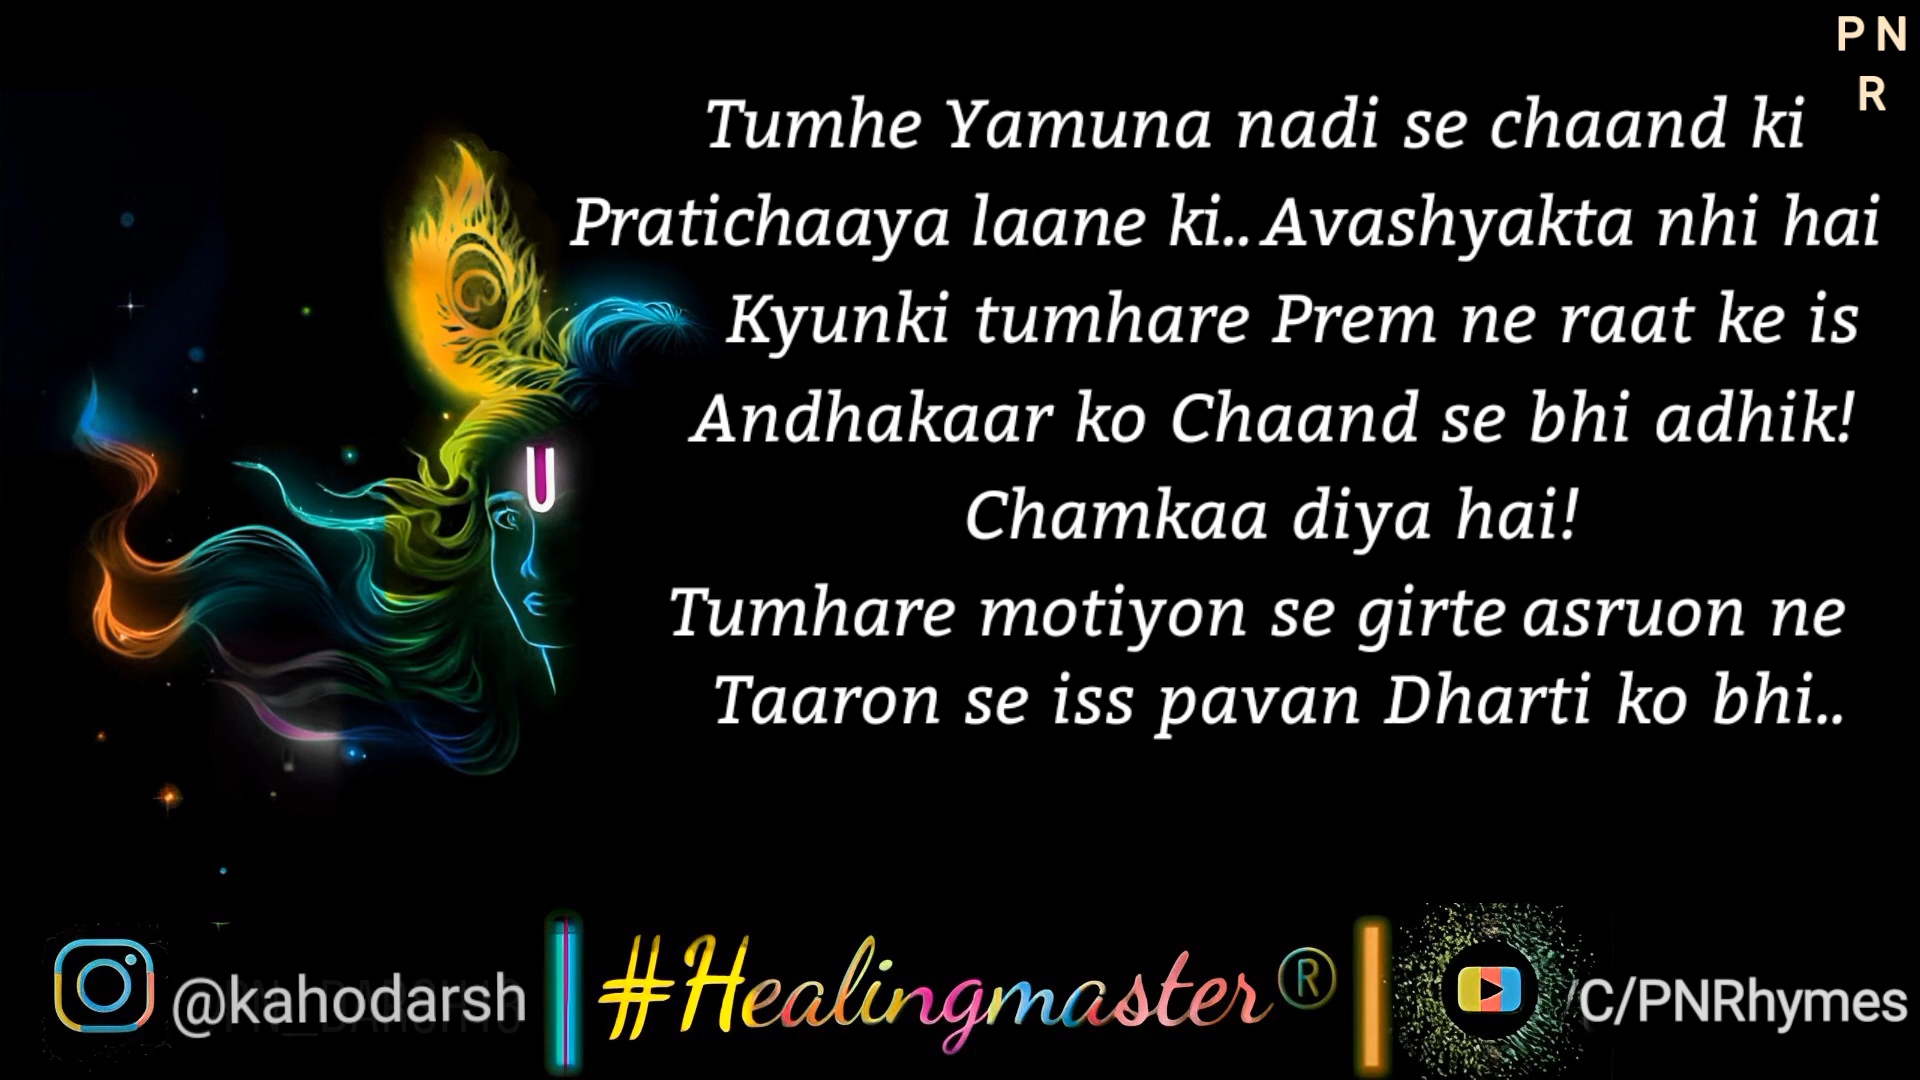 P N
R
Tumhe Yamuna nadi se chaand ki
Pratichaaya laane ki.. Avashyakta nhi hai
Kyunki tumhare Prem ne raat ke is
Andhakaar ko Chaand se bhi adhik!
Chamkaa diya hai!
Tumhare motiyon se girte asruon ne
Taaron se iss pavan Dharti ko bhi..
@kahodarsh
#Healingmaster®
/C/PNRhymes